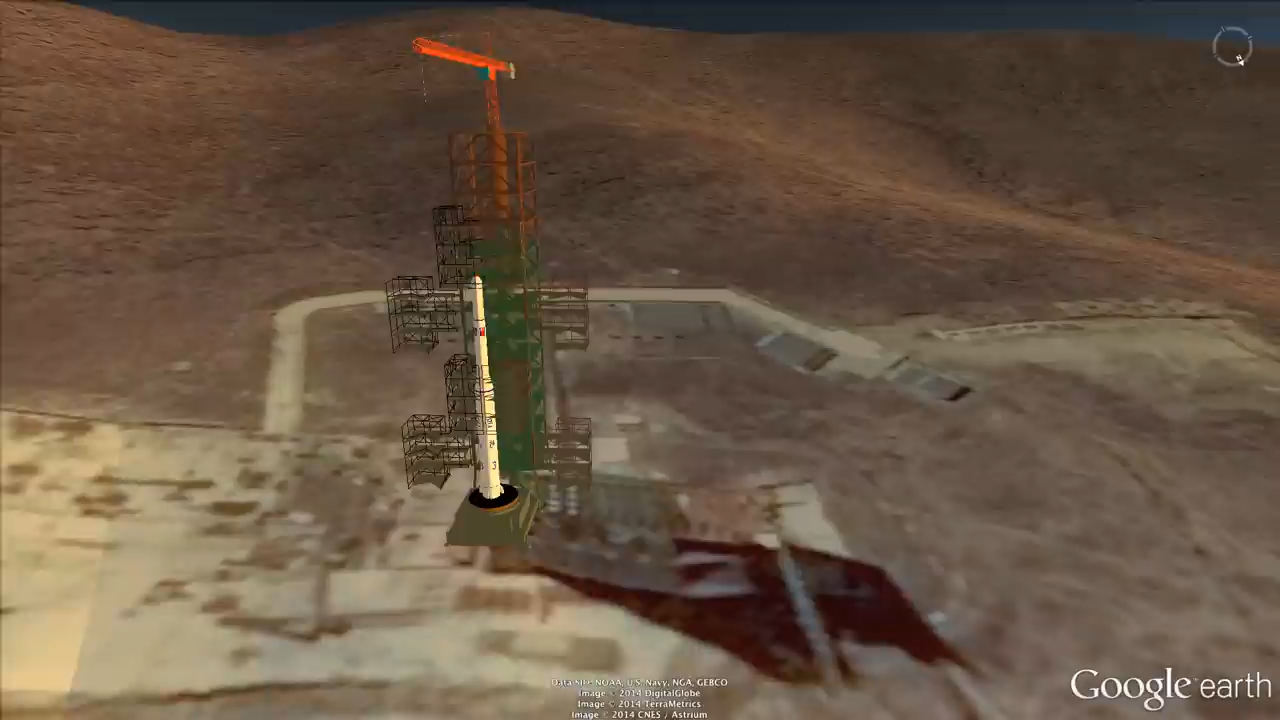 Data SIO, NOAA, U.S. Navy, NGA, GEBCO
Image © 2014 DigitalGlobe
Image © 2014 TerraMetrics
Image © 2014 CNES / Astrium
Google earth